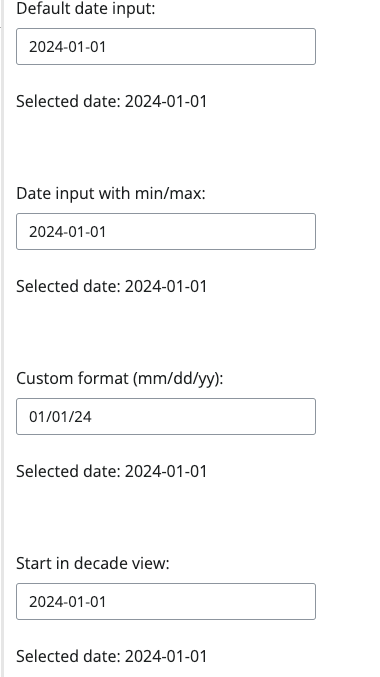 Default date input:
2024-01-01
Selected date: 2024-01-01
Date input with min/max:
2024-01-01
Selected date: 2024-01-01
Custom format (mm/dd/yy):
01/01/24
Selected date: 2024-01-01
Start in decade view:
2024-01-01
Selected date: 2024-01-01